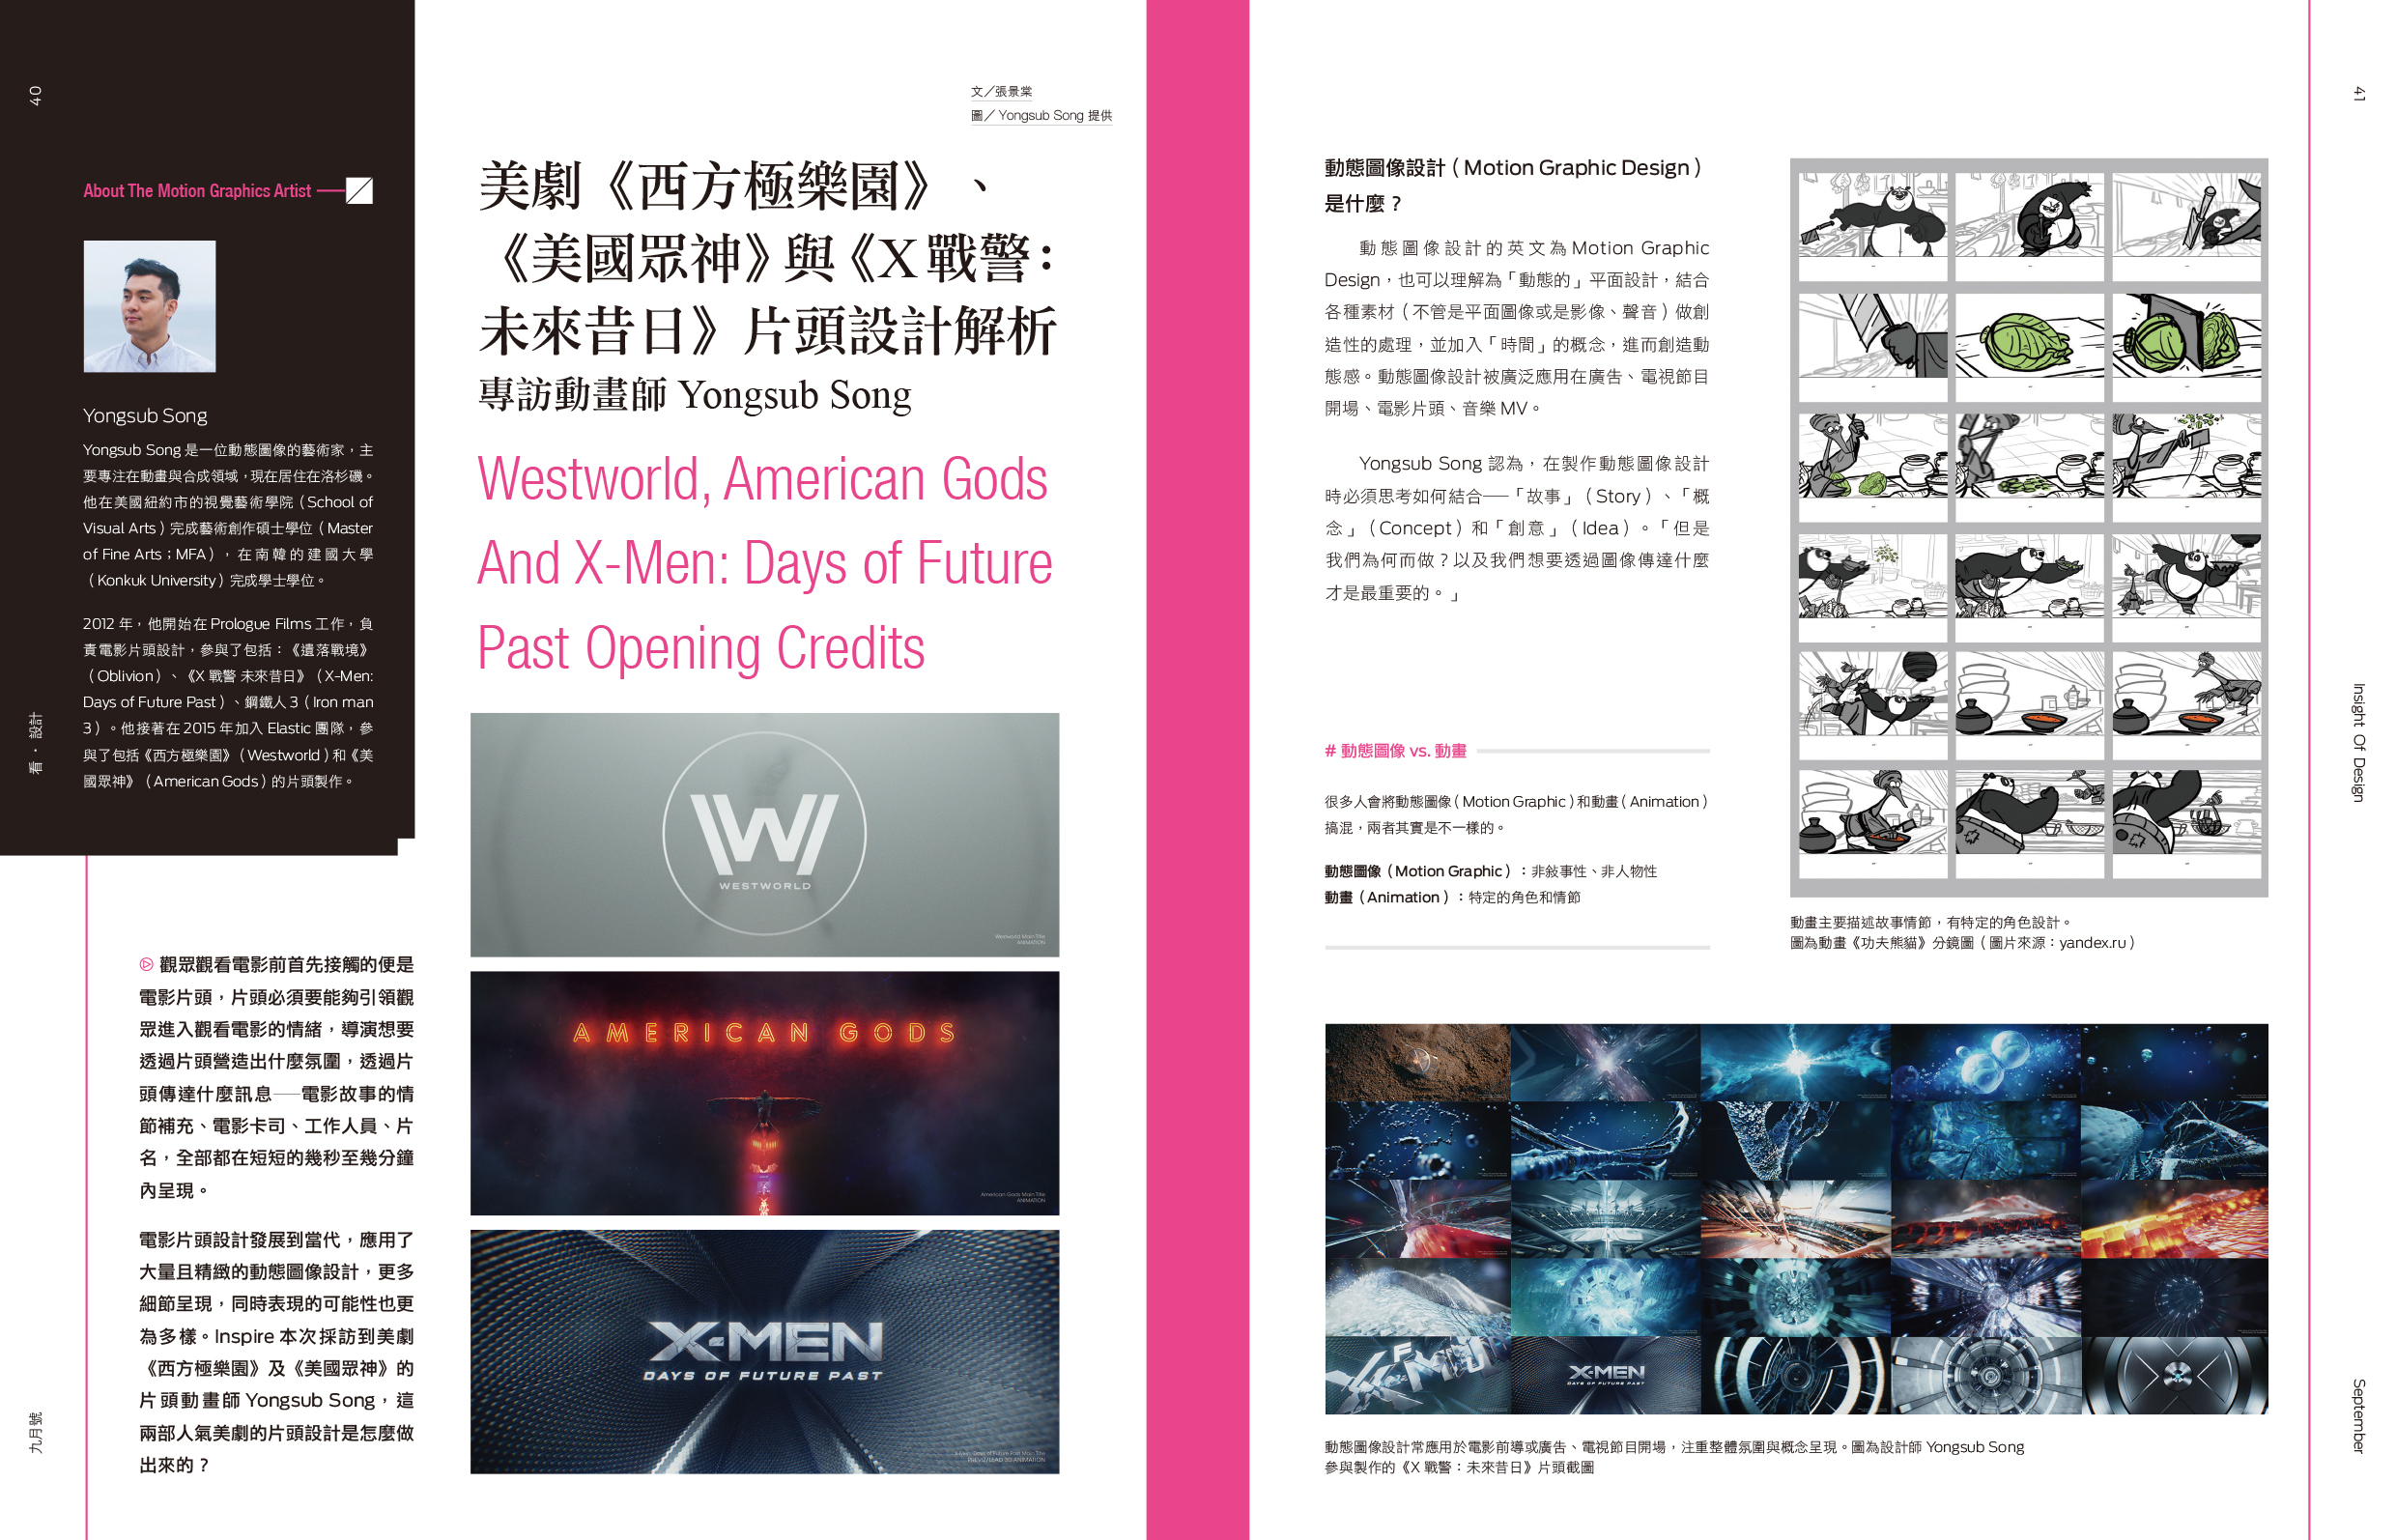 40
看・設計
九月號
About The Motion Graphics Artist
Yongsub Song
Yongsub Song 是一位動態圖像的藝術家，主
要專注在動畫與合成領域，現在居住在洛杉磯。
他在美國紐約市的視覺藝術學院（School of
Visual Arts）完成藝術創作碩士學位（Master
of Fine Arts；MFA），在南韓的建國大學
（Konkuk University）完成學士學位。
2012 年，他開始在 Prologue Films 工作，負
責電影片頭設計，參與了包括：《遺落戰境》
（Oblivion）、《X 戰警 未來昔日》（X-Men:
Days of Future Past）、鋼鐵人 3（Iron man
3）。他接著在 2015 年加入 Elastic 團隊，參
與了包括《西方極樂園》（Westworld）和《美
國眾神》（American Gods）的片頭製作。
觀眾觀看電影前首先接觸的便是
電影片頭，片頭必須要能夠引領觀
眾進入觀看電影的情緒，導演想要
透過片頭營造出什麼氛圍，透過片
頭傳達什麼訊息──電影故事的情
節補充、電影卡司、工作人員、片
名，全部都在短短的幾秒至幾分鐘
內呈現。
電影片頭設計發展到當代，應用了
大量且精緻的動態圖像設計，更多
細節呈現，同時表現的可能性也更
為多樣。Inspire 本次採訪到美劇
《西方極樂園》及《美國眾神》的
片頭動畫師 Yongsub Song，這
兩部人氣美劇的片頭設計是怎麼做
出來的？
文／張景棠
圖／ Yongsub Song 提供
美劇《西方極樂園》、
《美國眾神》與《X 戰警：
未來昔日》片頭設計解析
專訪動畫師 Yongsub Song
Westworld, American Gods
And X-Men: Days of Future
Past Opening Credits
W
WESTWORLD
Westworld Main Title
ANIMATION
AMERICAN GODS
American Gods Main Title
ANIMATION
X-MEN
DAYS OF FUTURE PAST
X-Men: Days of Future Past Main Title
PREVIZ/LEAD 3D ANIMATION
動態圖像設計（Motion Graphic Design）
是什麼？
動態圖像設計的英文為 Motion Graphic
Design，也可以理解為「動態的」平面設計，結合
各種素材（不管是平面圖像或是影像、聲音）做創
造性的處理，並加入「時間」的概念，進而創造動
態感。動態圖像設計被廣泛應用在廣告、電視節目
開場、電影片頭、音樂 MV。
Yongsub Song 認為，在製作動態圖像設計
時必須思考如何結合──「故事」（Story）、「概
念」（Concept）和「創意」（Idea）。「但是
我們為何而做？以及我們想要透過圖像傳達什麼
才是最重要的。」
# 動態圖像 vs. 動畫
很多人會將動態圖像（Motion Graphic）和動畫（Animation）
搞混，兩者其實是不一樣的。
動態圖像（Motion Graphic）：非敘事性、非人物性
動畫（Animation）：特定的角色和情節
動畫主要描述故事情節，有特定的角色設計。
圖為動畫《功夫熊貓》分鏡圖（圖片來源：yandex.ru）
X-MEN
DAYS OF FUTURE PAST
動態圖像設計常應用於電影前導或廣告、電視節目開場，注重整體氛圍與概念呈現。圖為設計師 Yongsub Song
參與製作的《X 戰警：未來昔日》片頭截圖
41
Insight Of Design
September